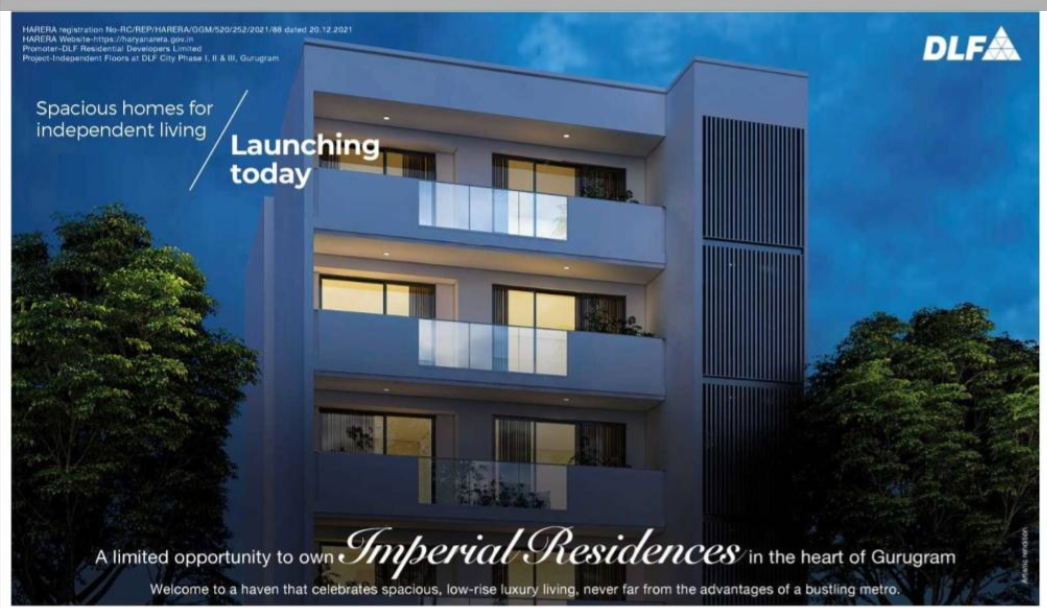 HARERA registration No-RC/REP/HARERA/GGM/520/252/2021/88 dated 20.12.2021
HARERA Website-https://haryanarera.gov.in
Promoter-DLF Residential Developers Limited
Project-Independent Floors at DLF City Phase I, II & III, Gurugram
DLF
Spacious homes for
independent living
Launching
today
A limited opportunity to own Imperial Residences in the heart of Gurugram
Welcome to a haven that celebrates spacious, low-rise luxury living, never far from the advantages of a bustling metro.
Artistic rendition